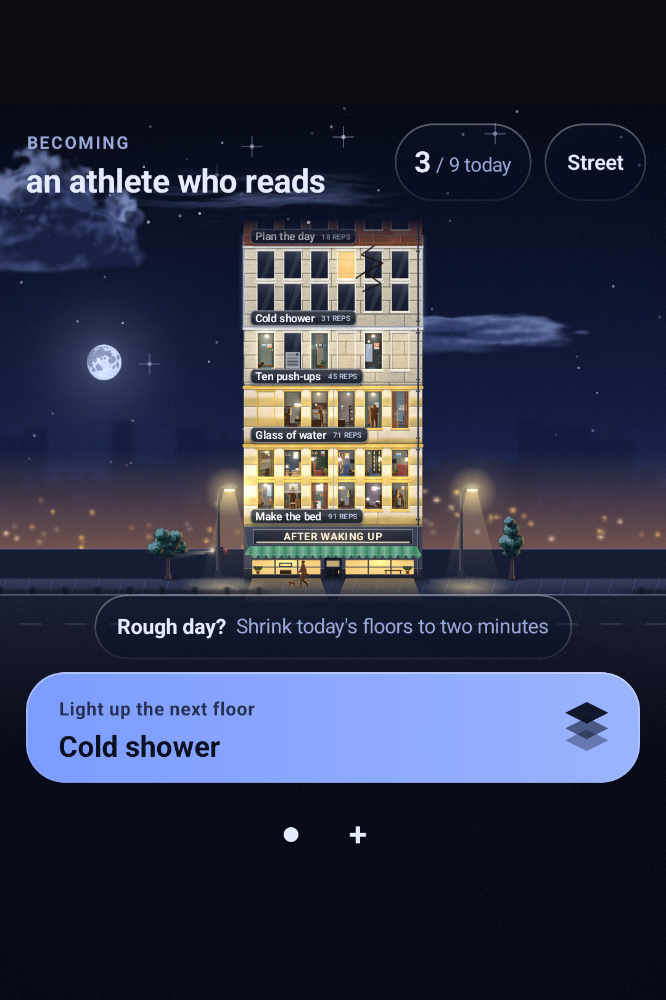 BECOMING
an athlete who reads
3 / 9 today
Street
Plan the day 18 REPS
Cold shower 31 REPS
Ten push-ups 45 REPS
Glass of water 71 REPS
Make the bed 91 REPS
AFTER WAKING UP
Rough day? Shrink today's floors to two minutes
Light up the next floor
Cold shower